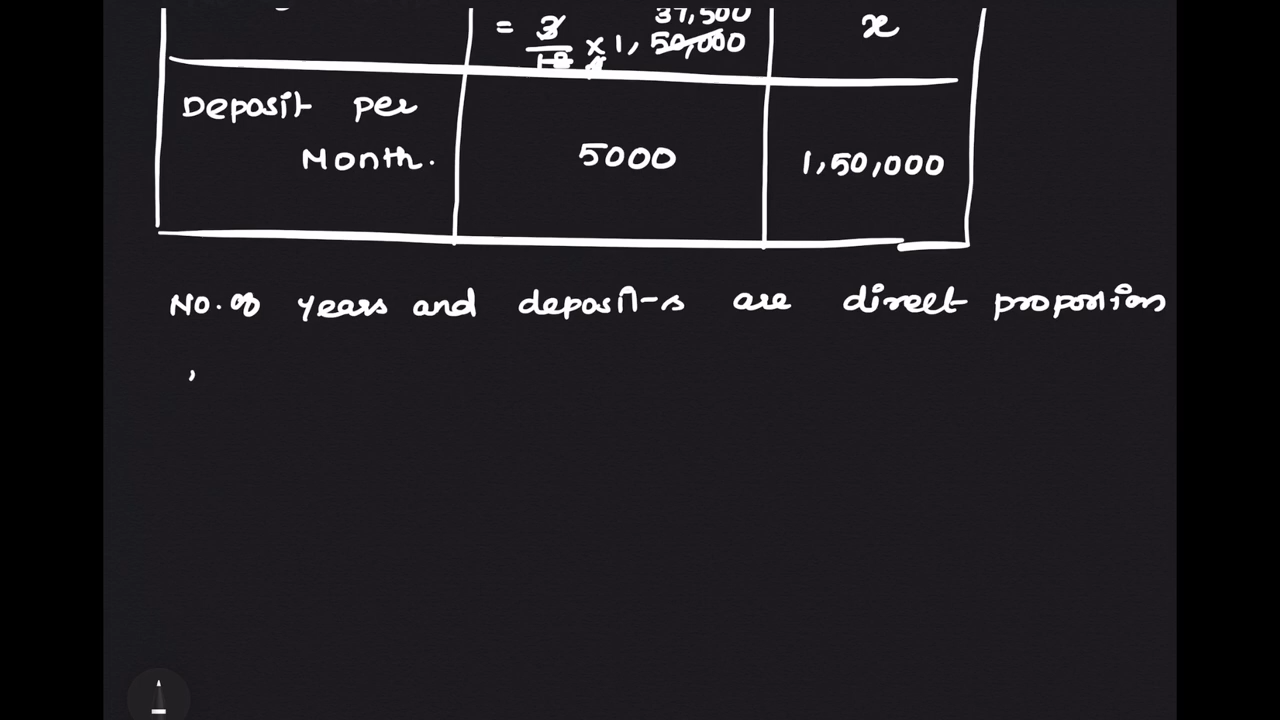 37,500
= 3/12 × 1, 50,000
x
Deposit per
Month.
5000
1,50,000
No. of years and deposits are direct proportion
,